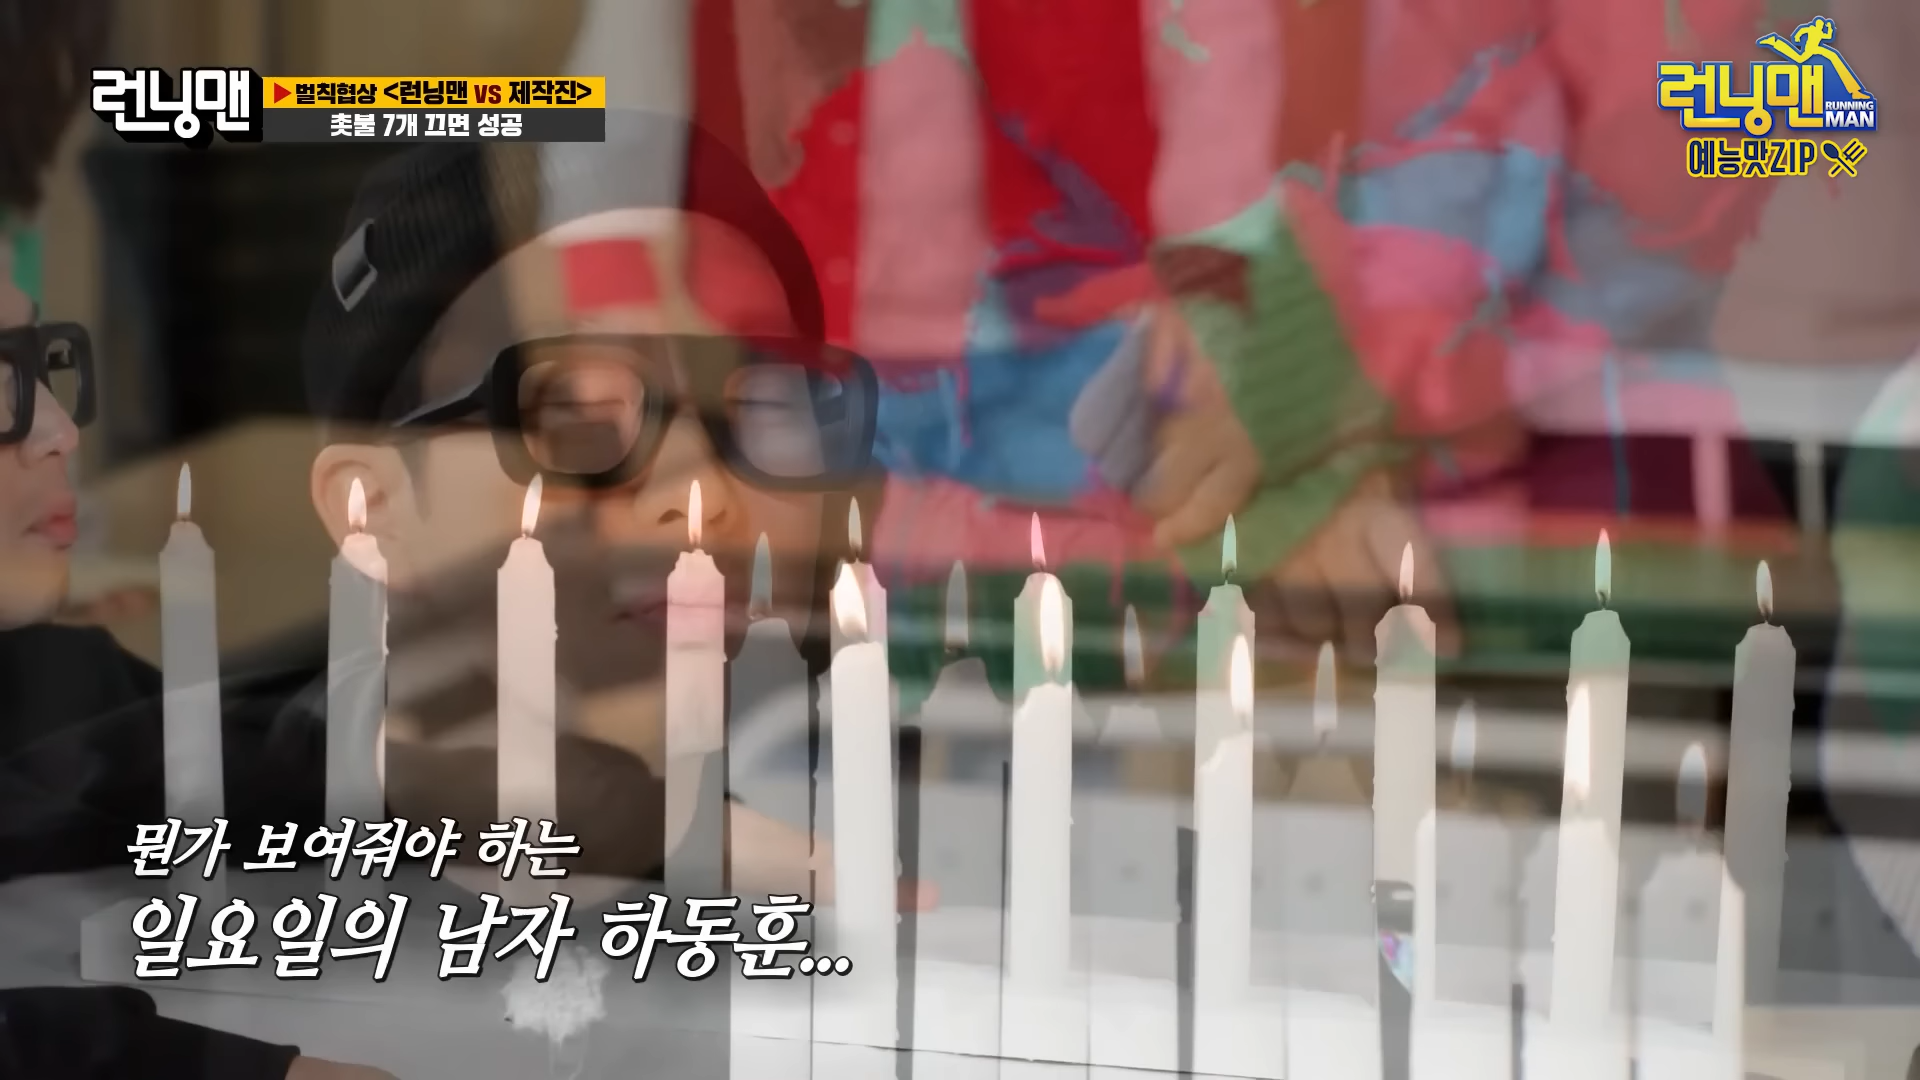 런닝맨
▶벌칙협상 <런닝맨 VS 제작진>
촛불 7개 끄면 성공
런닝맨
RUNNING
MAN
예능맛ZIP
뭔가 보여줘야 하는
일요일의 남자 하동훈...